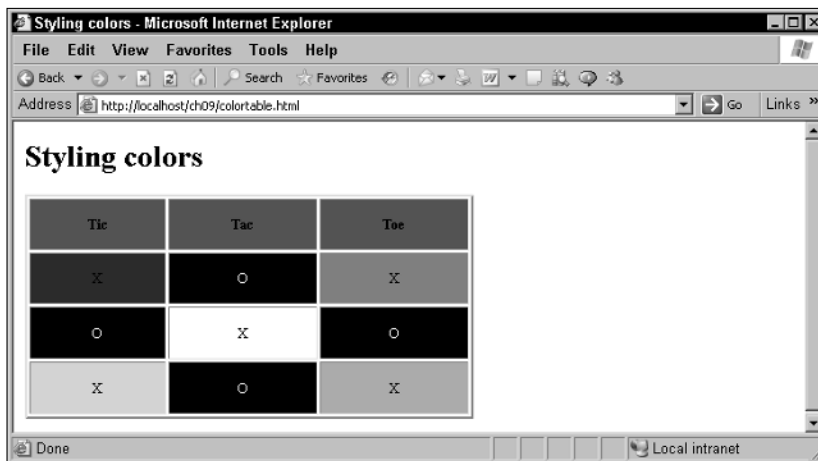 Styling colors - Microsoft Internet Explorer
File Edit View Favorites Tools Help
Back Search Favorites
Address http://localhost/ch09/colortable.html Go Links »
Styling colors
Tic Tac Toe
X O X
O X O
X O X
Done Local intranet